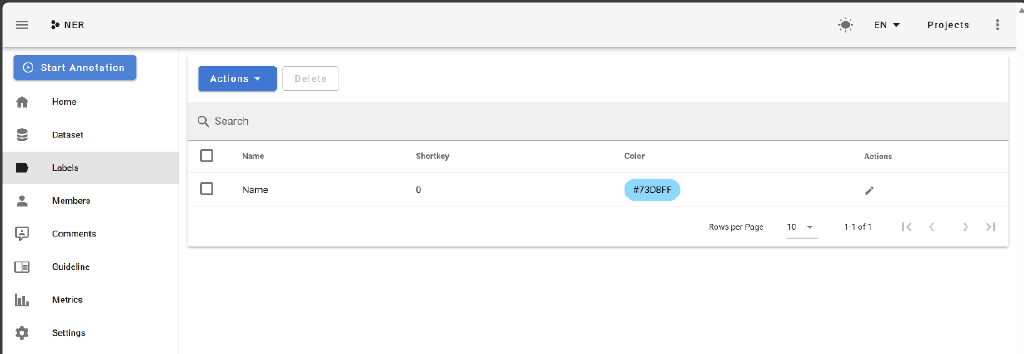 NER
EN
Projects
Start Annotation
Actions
Delete
Home
Search
Dataset
Name Shortkey Color Actions
Labels
Name 0 #73D8FF
Members
Rows per Page 10 1-1 of 1
Comments
Guideline
Metrics
Settings